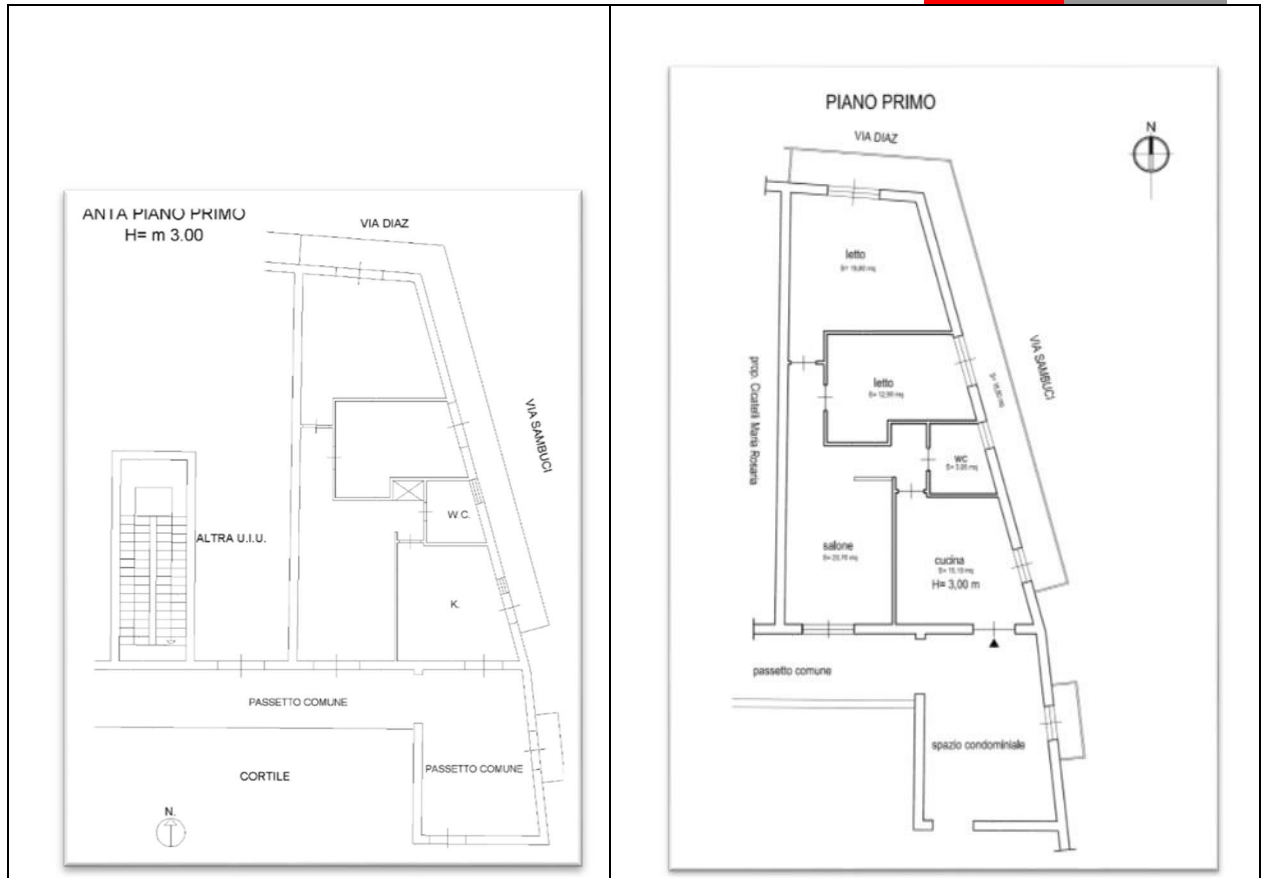 ANTA PIANO PRIMO
H= m 3.00
VIA DIAZ
VIA SAMBUCI
W.C.
ALTRA U.I.U.
K.
PASSETTO COMUNE
CORTILE
PASSETTO COMUNE
N.
PIANO PRIMO
VIA DIAZ
N
letto
letto
VIA SAMBUCI
prop. Cicatelli Maria Rosaria
WC
salone
cucina
H= 3,00 m
passetto comune
spazio condominiale